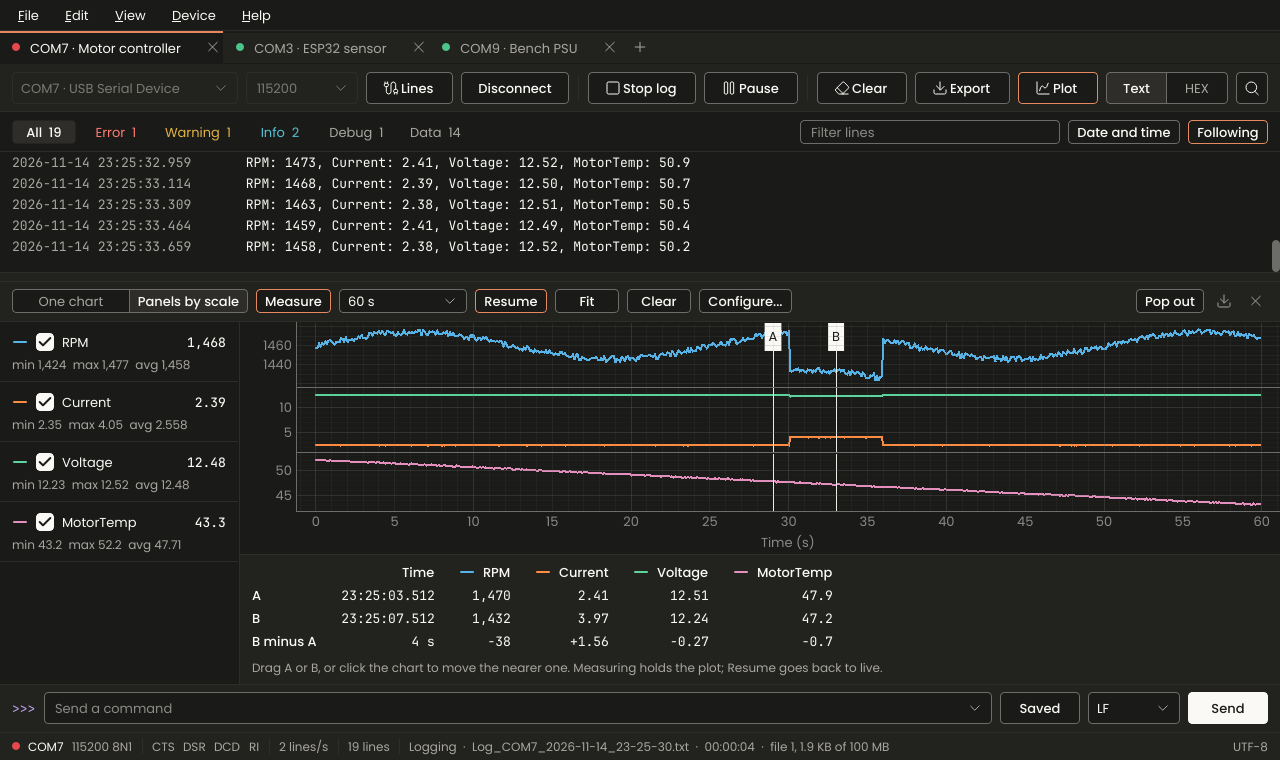 File Edit View Device Help
COM7 · Motor controller COM3 · ESP32 sensor COM9 · Bench PSU
COM7 · USB Serial Device 115200 Lines Disconnect Stop log Pause Clear Export Plot Text HEX
All 19 Error 1 Warning 1 Info 2 Debug 1 Data 14 Filter lines Date and time Following
2026-11-14 23:25:32.959 RPM: 1473, Current: 2.41, Voltage: 12.52, MotorTemp: 50.9
2026-11-14 23:25:33.114 RPM: 1468, Current: 2.39, Voltage: 12.50, MotorTemp: 50.7
2026-11-14 23:25:33.309 RPM: 1463, Current: 2.38, Voltage: 12.51, MotorTemp: 50.5
2026-11-14 23:25:33.464 RPM: 1459, Current: 2.41, Voltage: 12.49, MotorTemp: 50.4
2026-11-14 23:25:33.659 RPM: 1458, Current: 2.38, Voltage: 12.52, MotorTemp: 50.2
One chart Panels by scale Measure 60 s Resume Fit Clear Configure... Pop out
RPM 1,468
min 1,424 max 1,477 avg 1,458
Current 2.39
min 2.35 max 4.05 avg 2.558
Voltage 12.48
min 12.23 max 12.52 avg 12.48
MotorTemp 43.3
min 43.2 max 52.2 avg 47.71
A B
1460
1440
10
5
50
45
0 5 10 15 20 25 30 35 40 45 50 55 60
Time (s)
Time RPM Current Voltage MotorTemp
A 23:25:03.512 1,470 2.41 12.51 47.9
B 23:25:07.512 1,432 3.97 12.24 47.2
B minus A 4 s -38 +1.56 -0.27 -0.7
Drag A or B, or click the chart to move the nearer one. Measuring holds the plot; Resume goes back to live.
>>> Send a command Saved LF Send
COM7 115200 8N1 CTS DSR DCD RI 2 lines/s 19 lines Logging · Log_COM7_2026-11-14_23-25-30.txt · 00:00:04 · file 1, 1.9 KB of 100 MB UTF-8